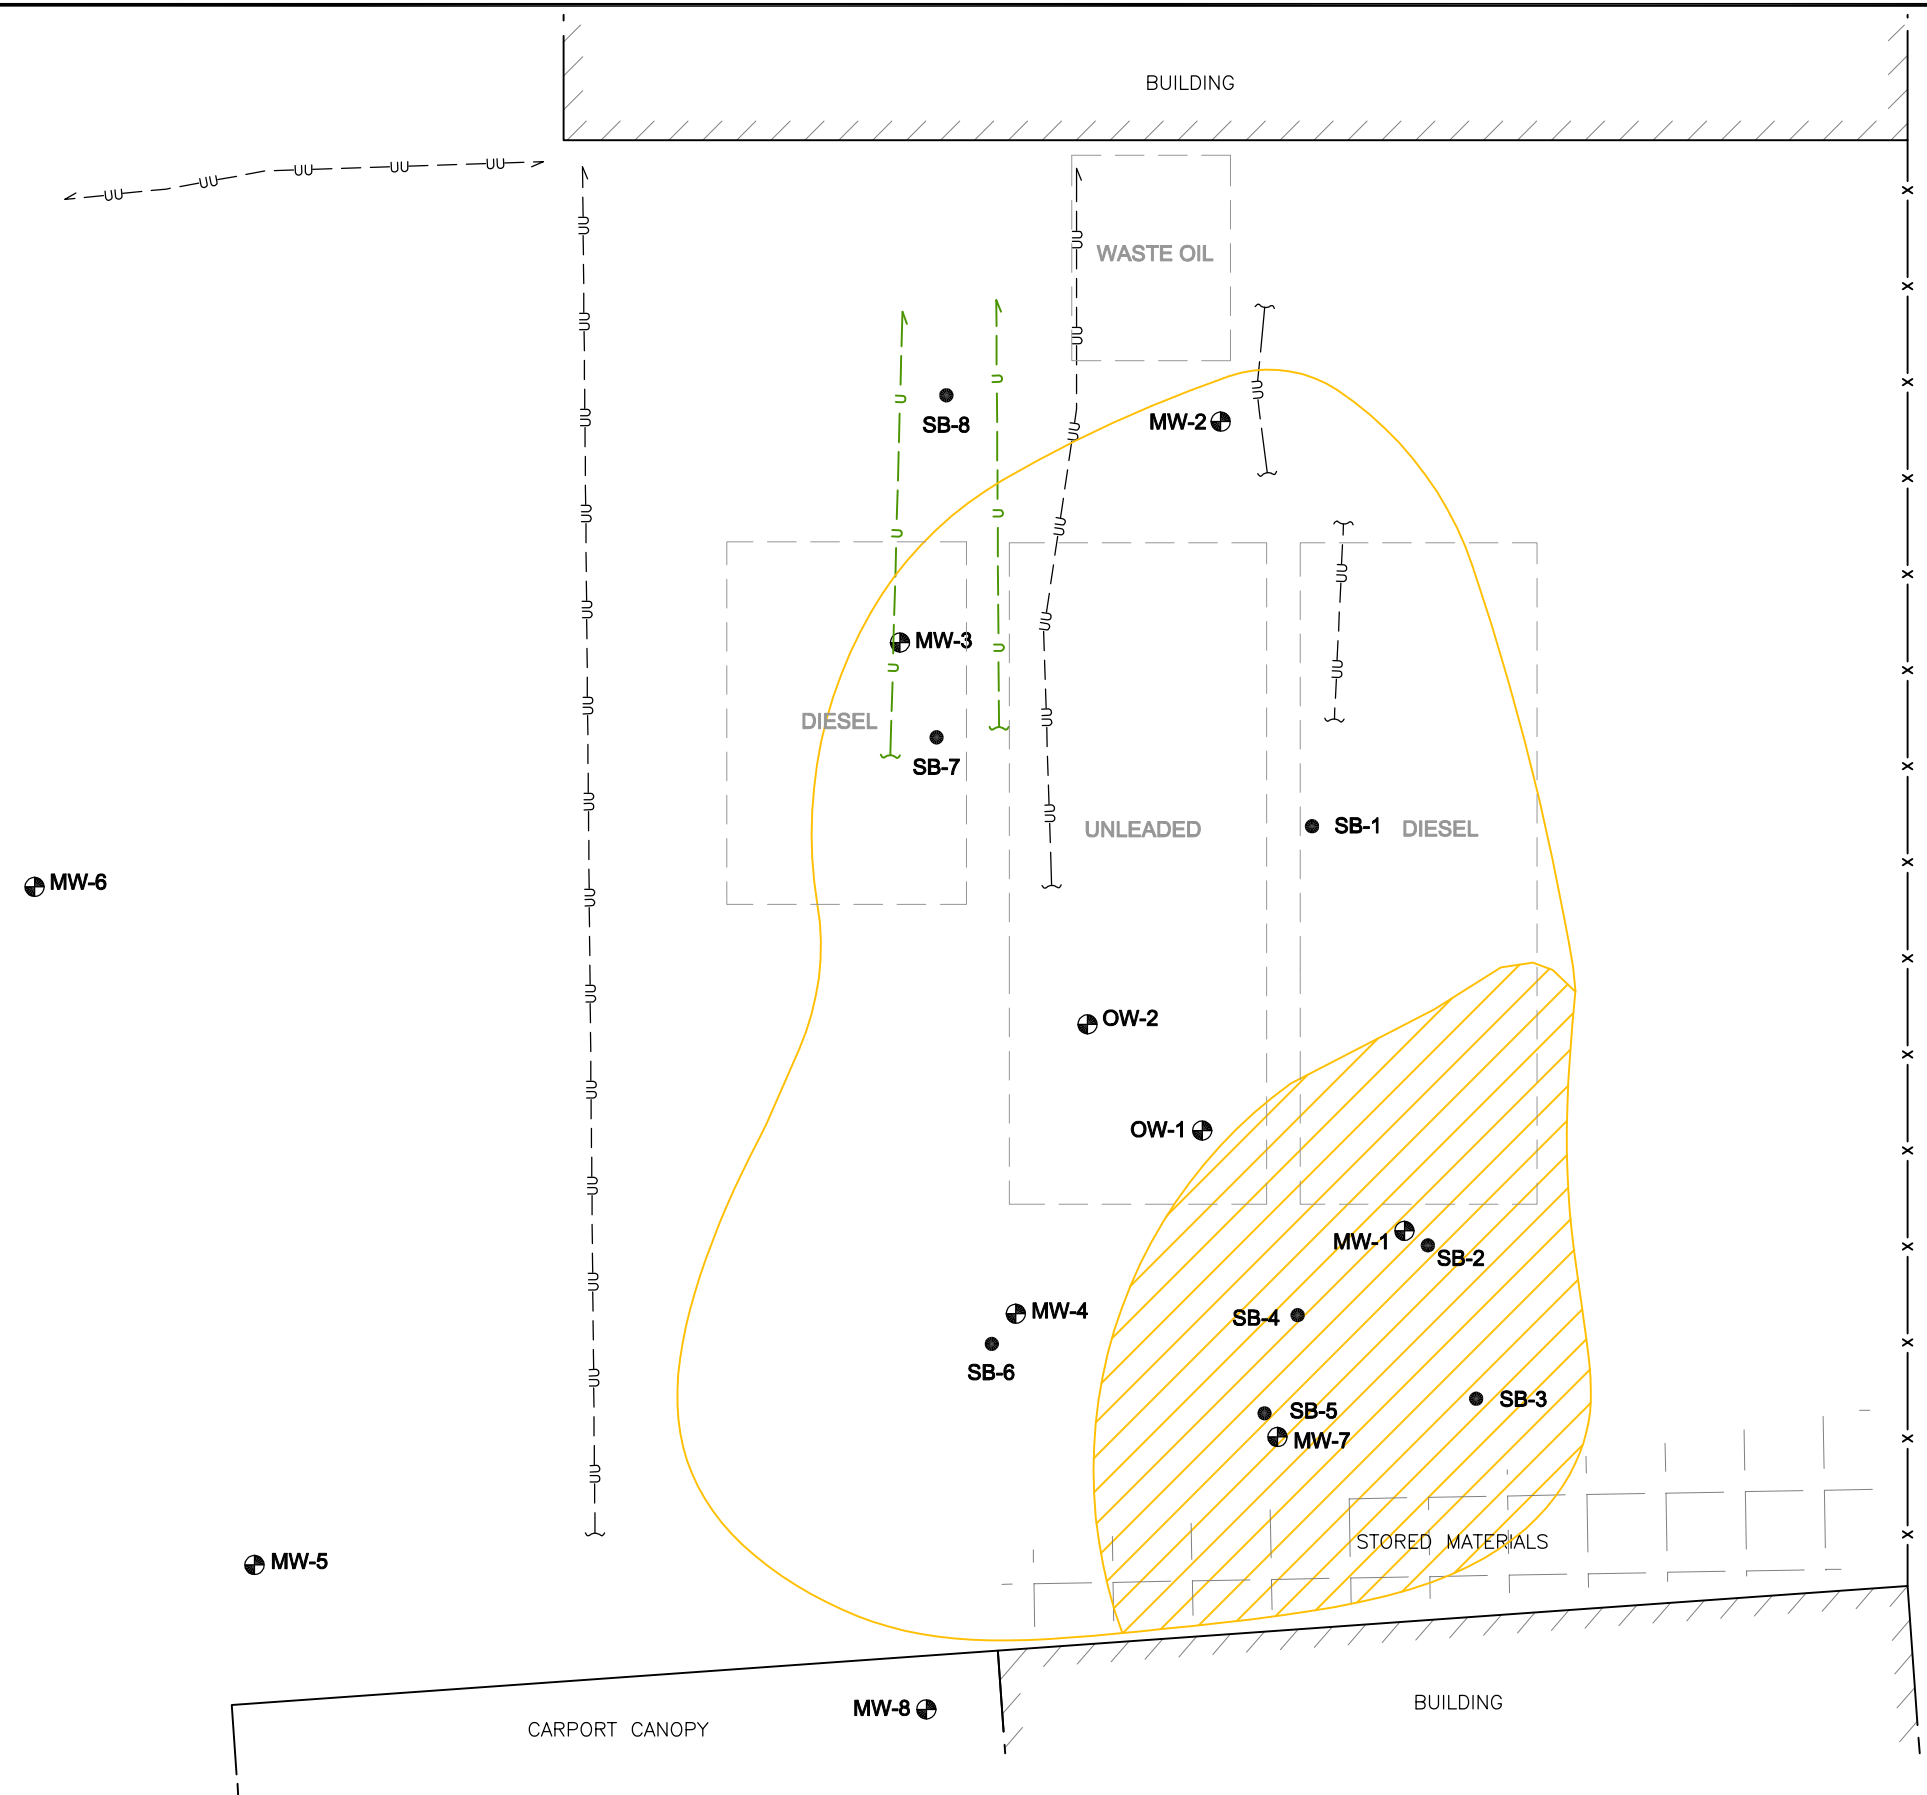 BUILDING
WASTE OIL
SB-8
MW-2
MW-3
DIESEL
SB-7
UNLEADED
SB-1
DIESEL
MW-6
OW-2
OW-1
MW-1
SB-2
MW-4
SB-4
SB-6
SB-3
SB-5
MW-7
STORED MATERIALS
MW-5
BUILDING
MW-8
CARPORT CANOPY